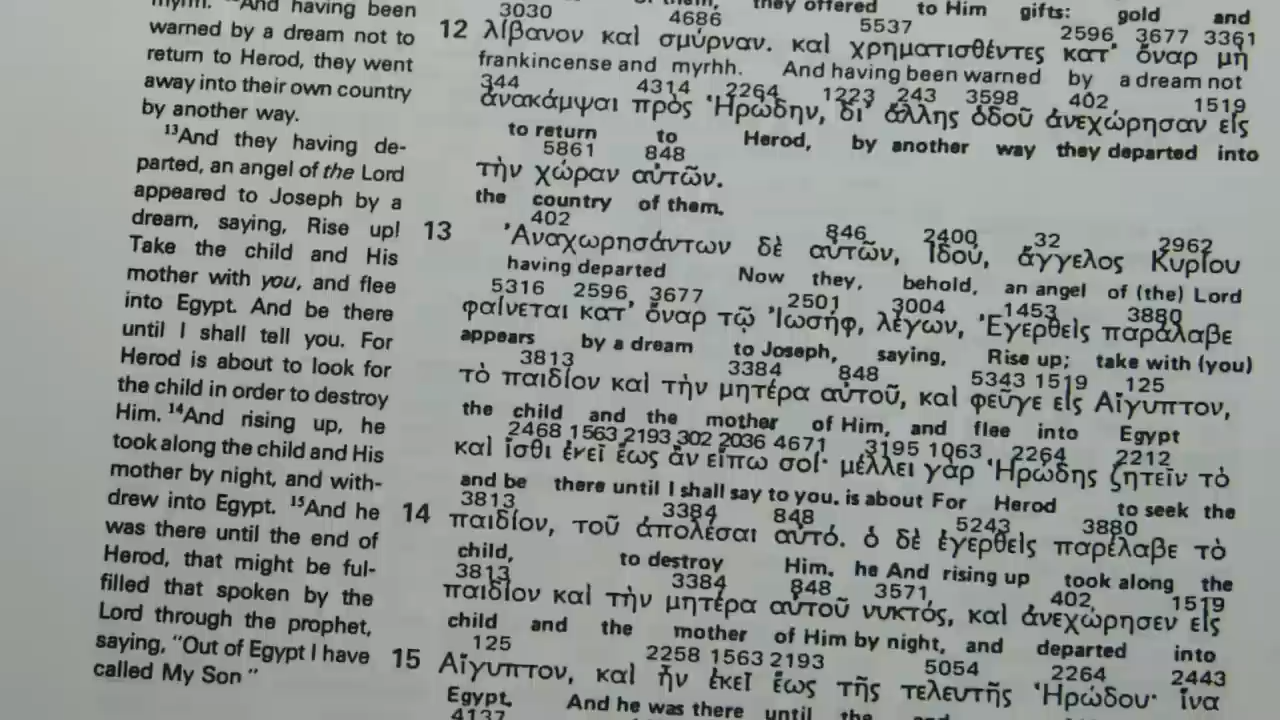 myrrh. ¹²And having been
warned by a dream not to
return to Herod, they went
away into their own country
by another way.
¹³And they having de-
parted, an angel of the Lord
appeared to Joseph by a
dream, saying, Rise up!
Take the child and His
mother with you, and flee
into Egypt. And be there
until I shall tell you. For
Herod is about to look for
the child in order to destroy
Him. ¹⁴And rising up, he
took along the child and His
mother by night, and with-
drew into Egypt. ¹⁵And he
was there until the end of
Herod, that might be ful-
filled that spoken by the
Lord through the prophet,
saying, "Out of Egypt I have
called My Son "
they offered to Him gifts: gold and
3030 4686 5537 2596 3677 3361
12 λίβανον καὶ σμύρναν. καὶ χρηματισθέντες κατ' ὄναρ μὴ
frankincense and myrhh. And having been warned by a dream not
344 4314 2264 1223 243 3598 402 1519
ἀνακάμψαι πρὸς Ἡρώδην, δι' ἄλλης ὁδοῦ ἀνεχώρησαν εἰς
to return to Herod, by another way they departed into
5861 848
τὴν χώραν αὐτῶν.
the country of them.
402 846 2400 32 2962
13 Ἀναχωρησάντων δὲ αὐτῶν, Ἰδού, ἄγγελος Κυρίου
having departed Now they, behold, an angel of (the) Lord
5316 2596 3677 2501 3004 1453 3880
φαίνεται κατ' ὄναρ τῷ Ἰωσήφ, λέγων, Ἐγερθεὶς παράλαβε
appears by a dream to Joseph, saying, Rise up; take with (you)
3813 3384 848 5343 1519 125
τὸ παιδίον καὶ τὴν μητέρα αὐτοῦ, καὶ φεῦγε εἰς Αἴγυπτον,
the child and the mother of Him, and flee into Egypt
2468 1563 2193 302 2036 4671 3195 1063 2264 2212
καὶ ἴσθι ἐκεῖ ἕως ἂν εἴπω σοί· μέλλει γὰρ Ἡρώδης ζητεῖν τὸ
and be there until I shall say to you. is about For Herod to seek the
3813 3384 848 5243 3880
14 παιδίον, τοῦ ἀπολέσαι αὐτό. ὁ δὲ ἐγερθεὶς παρέλαβε τὸ
child, to destroy Him. he And rising up took along the
3813 3384 848 3571 402 1519
παιδίον καὶ τὴν μητέρα αὐτοῦ νυκτός, καὶ ἀνεχώρησεν εἰς
child and the mother of Him by night, and departed into
125 2258 1563 2193 5054 2264 2443
15 Αἴγυπτον, καὶ ἦν ἐκεῖ ἕως τῆς τελευτῆς Ἡρώδου· ἵνα
Egypt. And he was there until the
4137